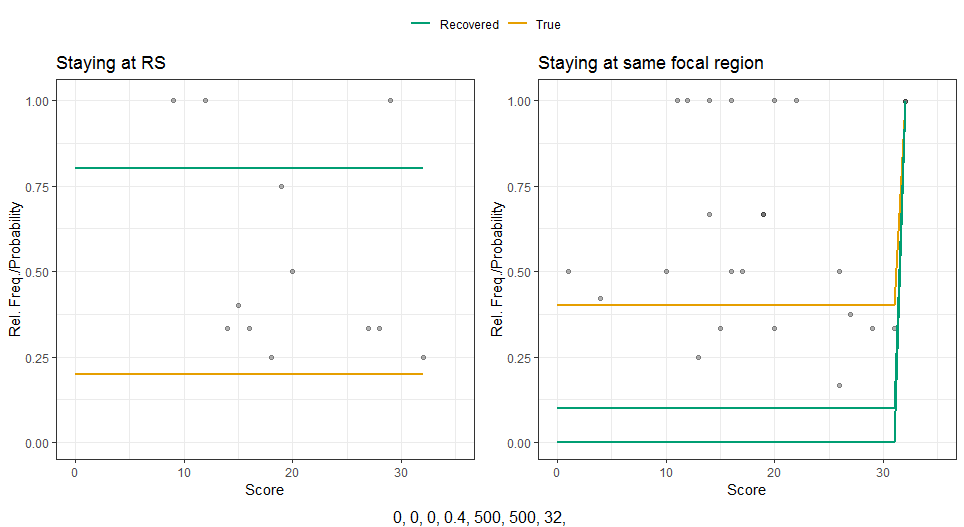 Recovered True
Staying at RS
Staying at same focal region
Rel. Freq./Probability
1.00
0.75
0.50
0.25
0.00
0 10 20 30
Score
Rel. Freq./Probability
1.00
0.75
0.50
0.25
0.00
0 10 20 30
Score
0, 0, 0, 0.4, 500, 500, 32,